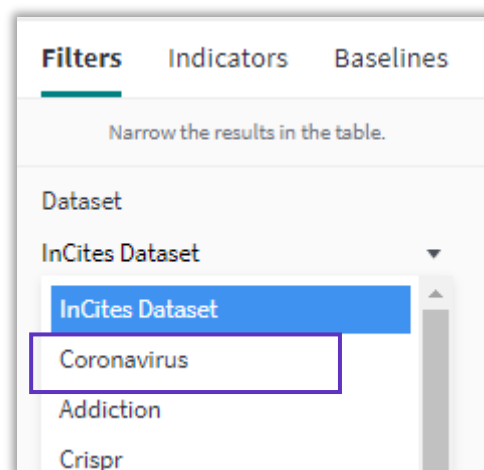 Filters Indicators Baselines
Narrow the results in the table.
Dataset
InCites Dataset
InCites Dataset
Coronavirus
Addiction
Crispr